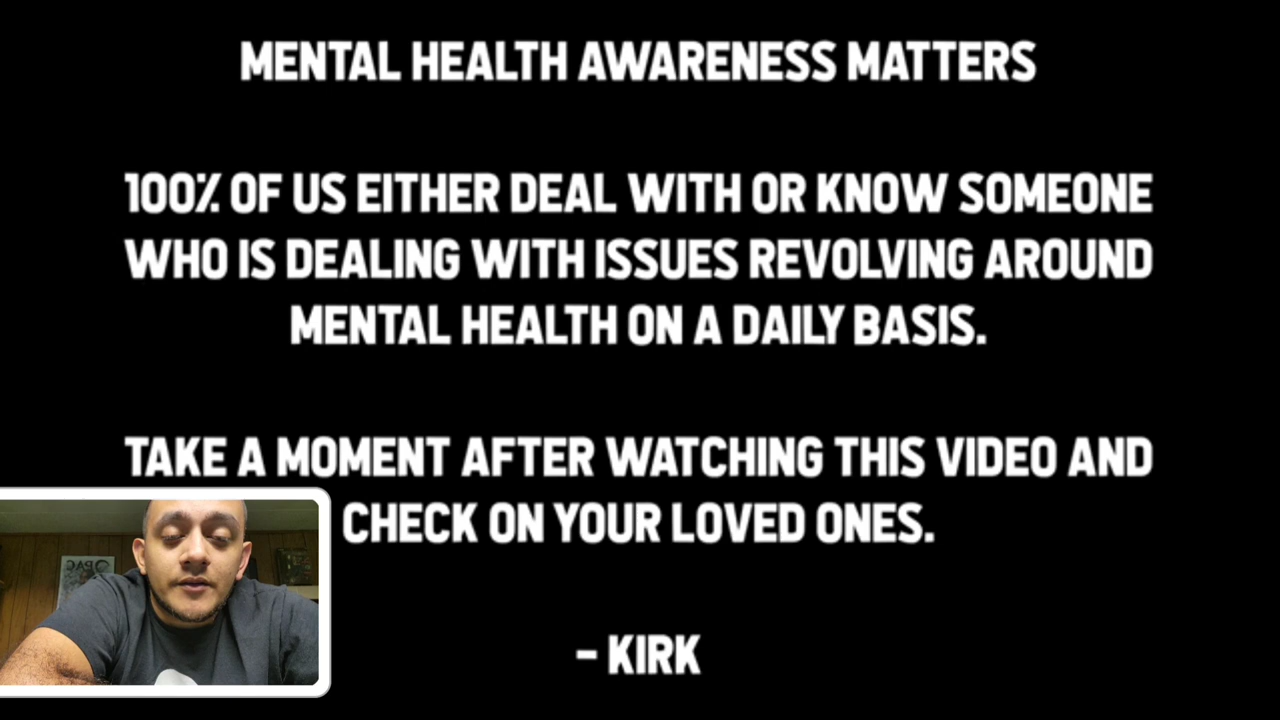 MENTAL HEALTH AWARENESS MATTERS
100% OF US EITHER DEAL WITH OR KNOW SOMEONE
WHO IS DEALING WITH ISSUES REVOLVING AROUND
MENTAL HEALTH ON A DAILY BASIS.
TAKE A MOMENT AFTER WATCHING THIS VIDEO AND
CHECK ON YOUR LOVED ONES.
- KIRK